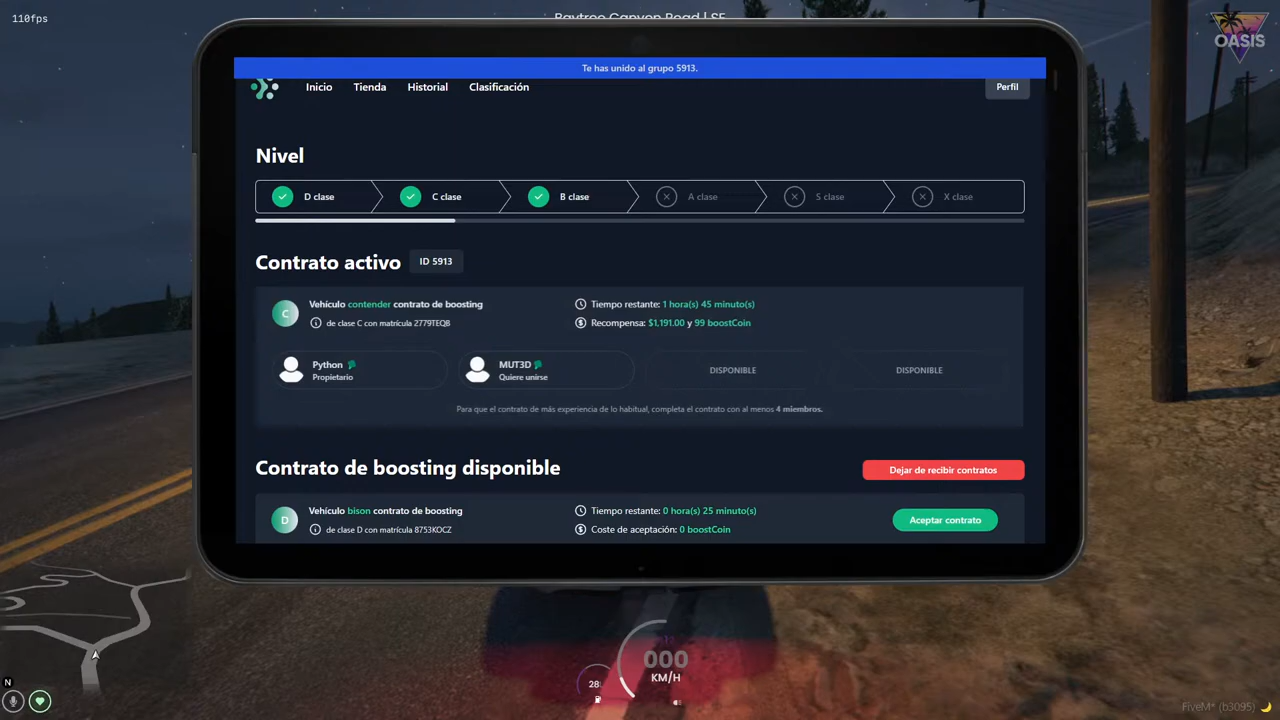 110fps
Baytree Canyon Road | SE
OASIS
Te has unido al grupo 5913.
Inicio
Tienda
Historial
Clasificación
Perfil
Nivel
D clase
C clase
B clase
A clase
S clase
X clase
Contrato activo
ID 5913
C
Vehículo contender contrato de boosting
de clase C con matrícula 2779TEQB
Tiempo restante: 1 hora(s) 45 minuto(s)
Recompensa: $1,191.00 y 99 boostCoin
Python
Propietario
MUT3D
Quiere unirse
DISPONIBLE
DISPONIBLE
Para que el contrato de más experiencia de lo habitual, completa el contrato con al menos 4 miembros.
Contrato de boosting disponible
Dejar de recibir contratos
D
Vehículo bison contrato de boosting
de clase D con matrícula 8753KOCZ
Tiempo restante: 0 hora(s) 25 minuto(s)
Coste de aceptación: 0 boostCoin
Aceptar contrato
000
KM/H
28
N
FiveM* (b3095)